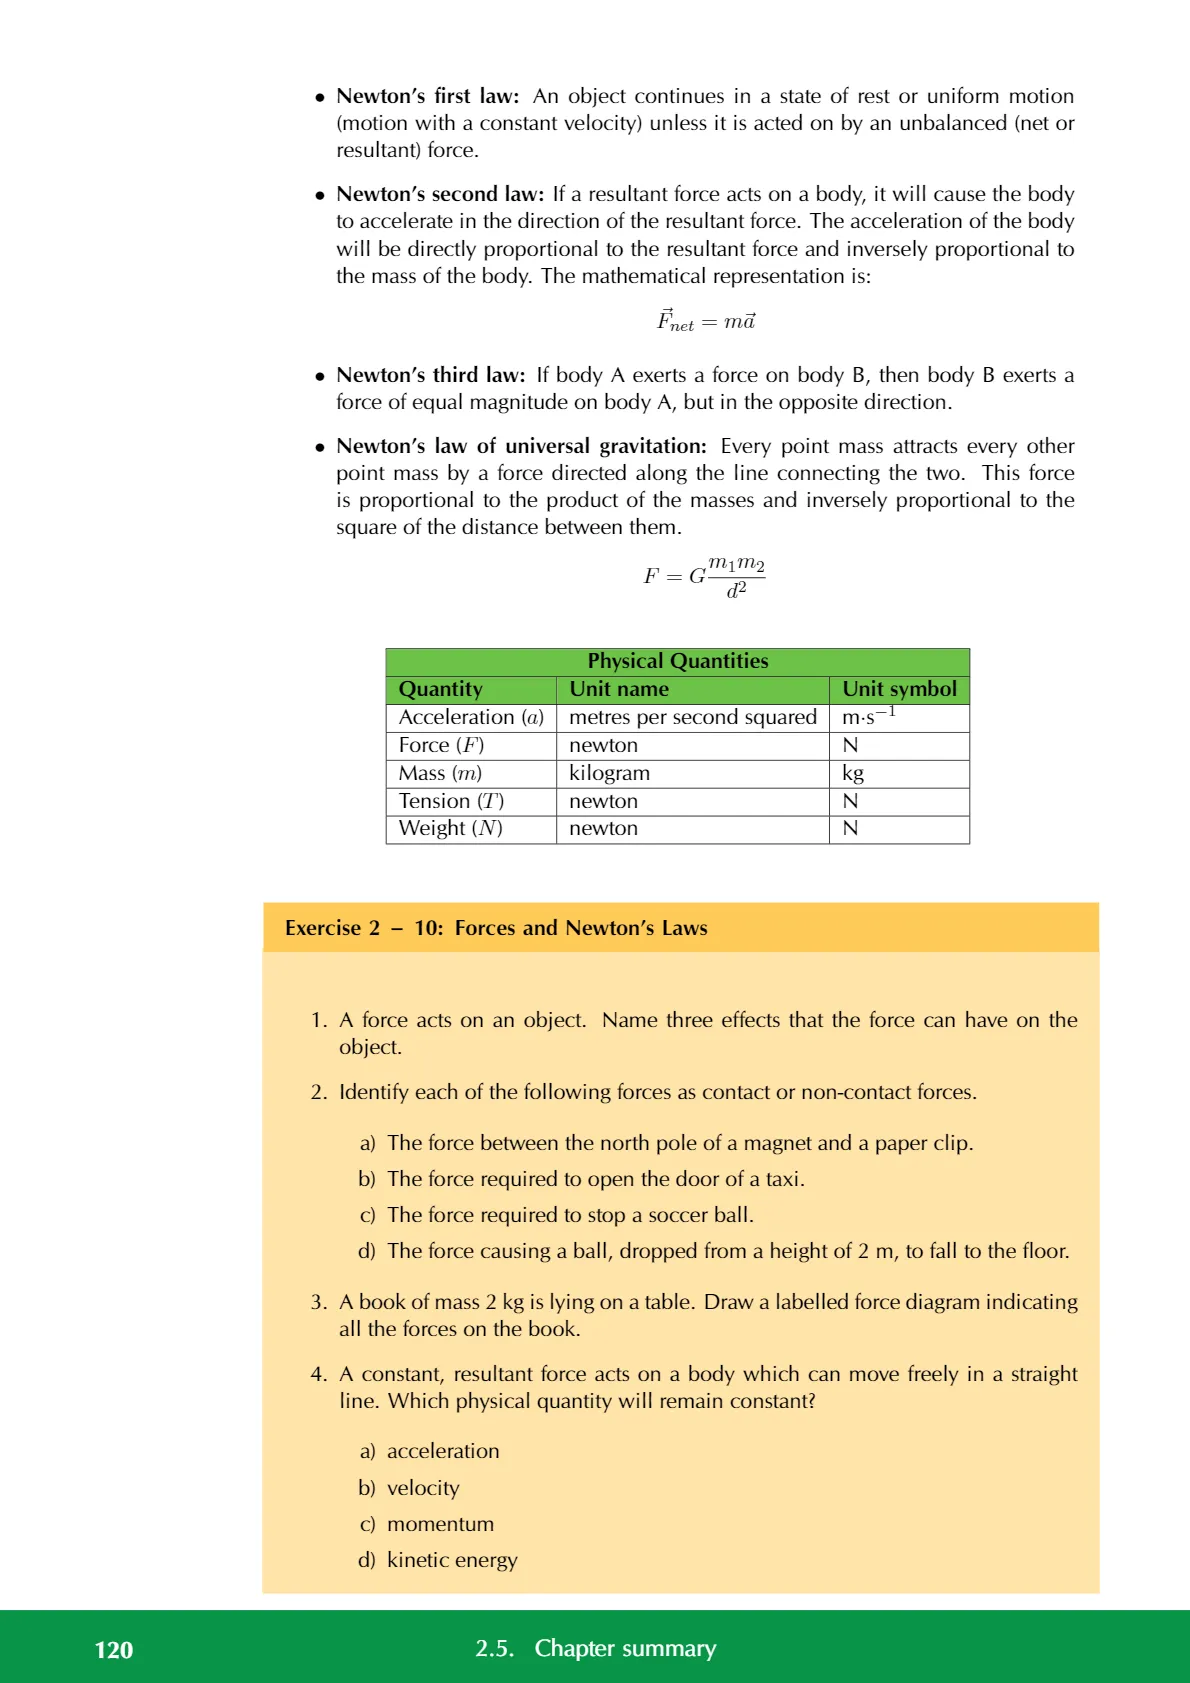 • Newton’s first law: An object continues in a state of rest or uniform motion
(motion with a constant velocity) unless it is acted on by an unbalanced (net or
resultant) force.
• Newton’s second law: If a resultant force acts on a body, it will cause the body
to accelerate in the direction of the resultant force. The acceleration of the body
will be directly proportional to the resultant force and inversely proportional to
the mass of the body. The mathematical representation is:
$\vec{F}_{net} = m\vec{a}$
• Newton’s third law: If body A exerts a force on body B, then body B exerts a
force of equal magnitude on body A, but in the opposite direction.
• Newton’s law of universal gravitation: Every point mass attracts every other
point mass by a force directed along the line connecting the two. This force
is proportional to the product of the masses and inversely proportional to the
square of the distance between them.
$F = G\frac{m_1 m_2}{d^2}$
Physical Quantities
Quantity Unit name Unit symbol
Acceleration (a) metres per second squared m·s⁻¹
Force (F) newton N
Mass (m) kilogram kg
Tension (T) newton N
Weight (N) newton N
Exercise 2 – 10: Forces and Newton’s Laws
1. A force acts on an object. Name three effects that the force can have on the
object.
2. Identify each of the following forces as contact or non-contact forces.
a) The force between the north pole of a magnet and a paper clip.
b) The force required to open the door of a taxi.
c) The force required to stop a soccer ball.
d) The force causing a ball, dropped from a height of 2 m, to fall to the floor.
3. A book of mass 2 kg is lying on a table. Draw a labelled force diagram indicating
all the forces on the book.
4. A constant, resultant force acts on a body which can move freely in a straight
line. Which physical quantity will remain constant?
a) acceleration
b) velocity
c) momentum
d) kinetic energy
120 2.5. Chapter summary